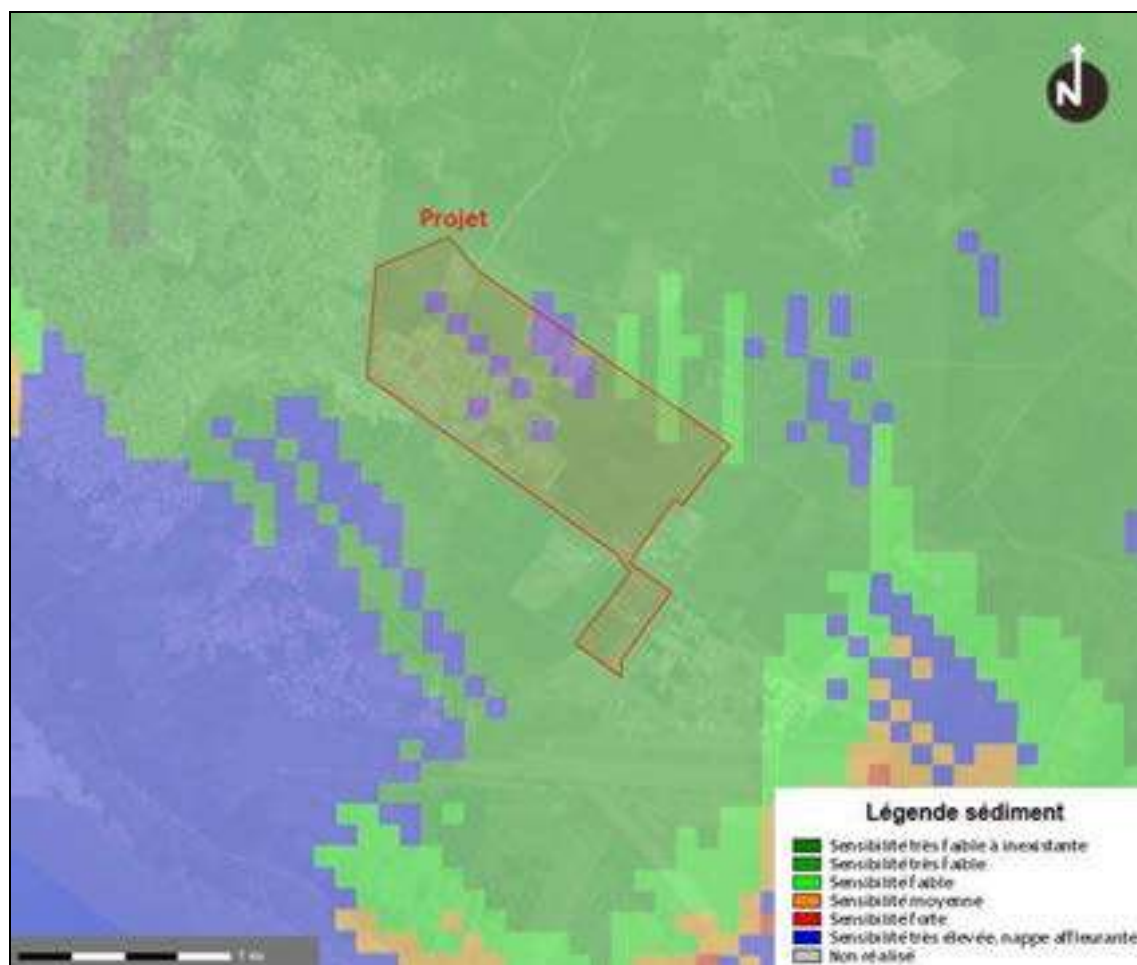 N
Projet
Légende sédiment
Sensibilité très faible à inexistante
Sensibilité très faible
Sensibilité faible
Sensibilité moyenne
Sensibilité forte
Sensibilité très élevée, nappe affleurante
Non réalisé